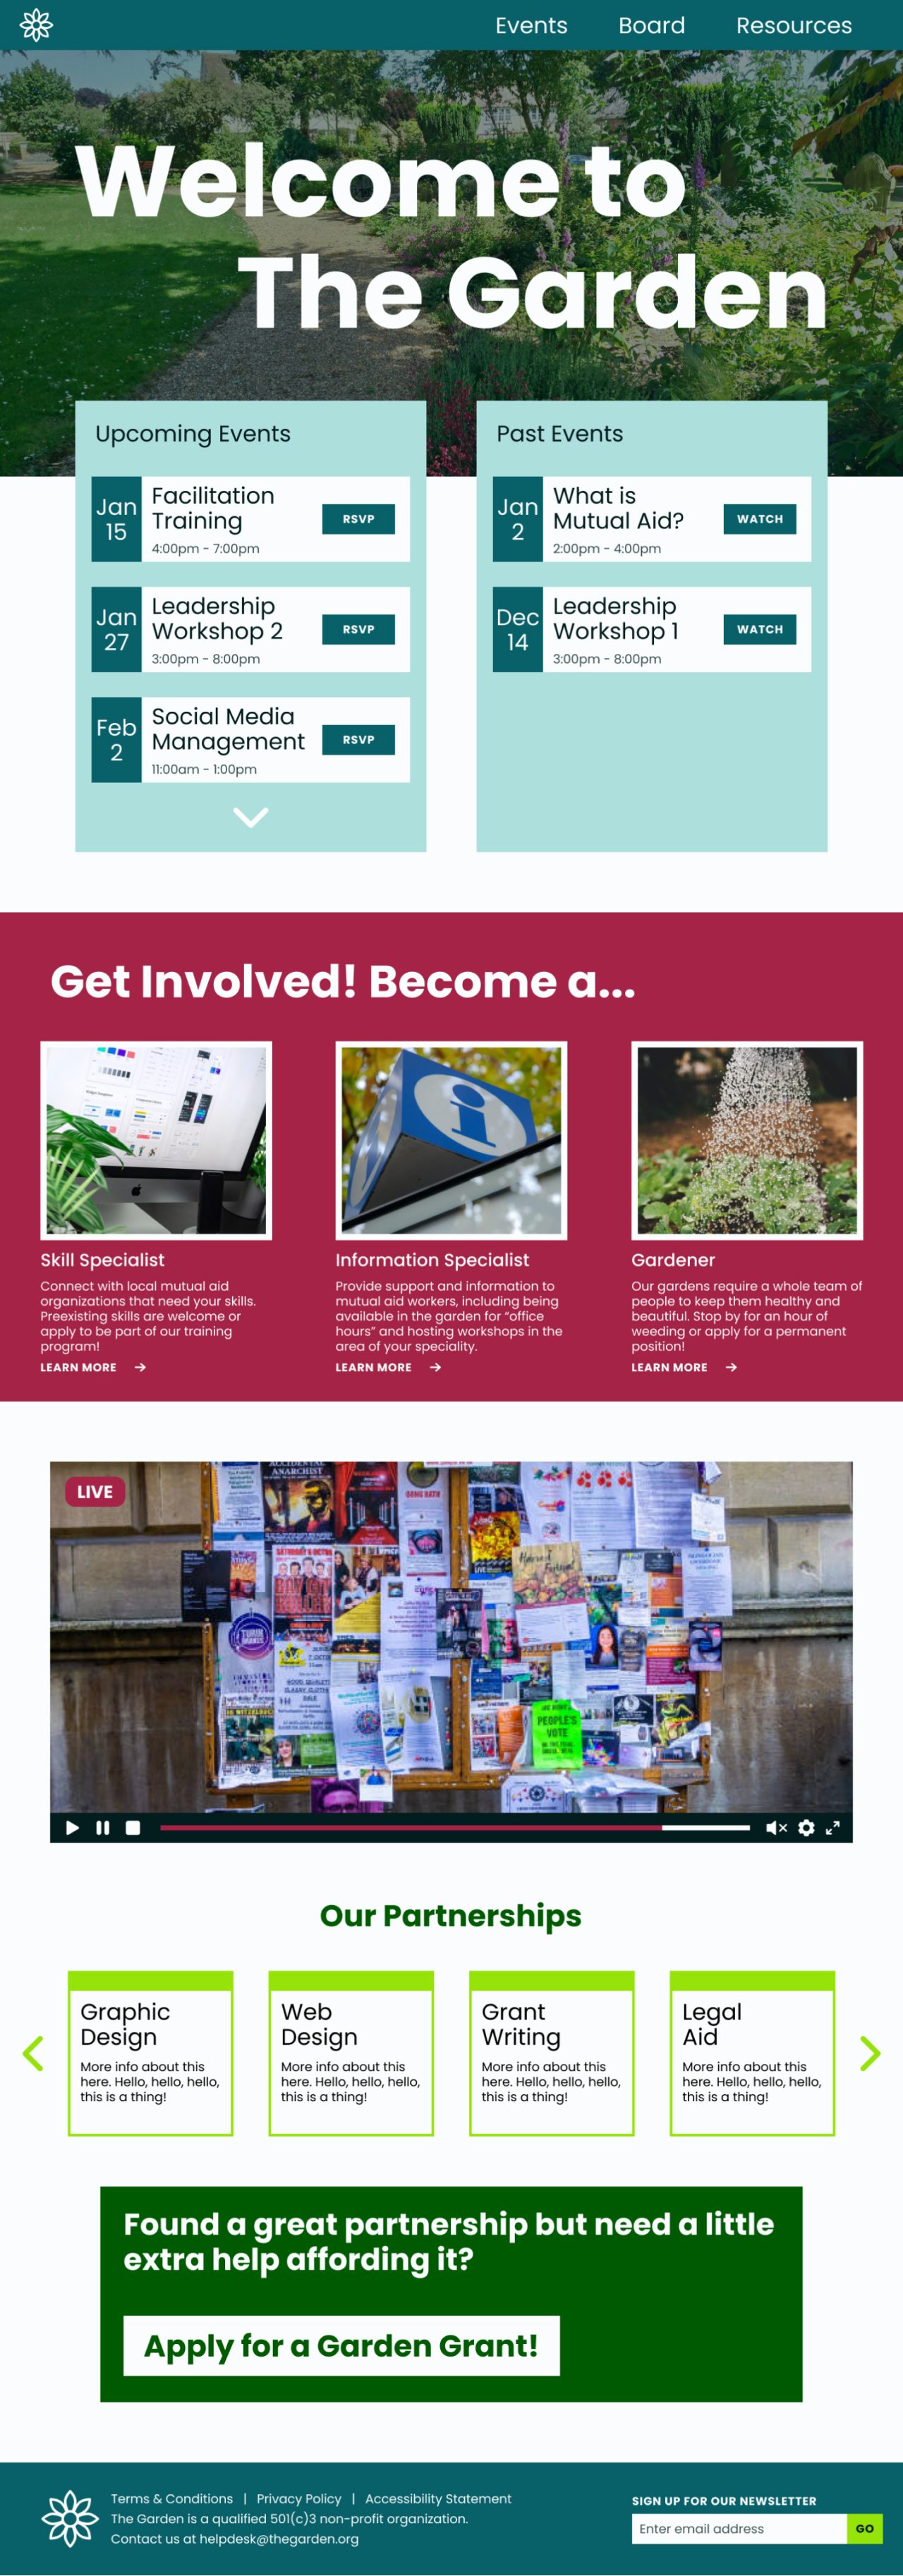 Events Board Resources
Welcome to
The Garden
Upcoming Events
Jan
15
Facilitation
Training
4:00pm - 7:00pm
RSVP
Jan
27
Leadership
Workshop 2
3:00pm - 8:00pm
RSVP
Feb
2
Social Media
Management
11:00am - 1:00pm
RSVP
Past Events
Jan
2
What is
Mutual Aid?
2:00pm - 4:00pm
WATCH
Dec
14
Leadership
Workshop 1
3:00pm - 8:00pm
WATCH
Get Involved! Become a...
Skill Specialist
Connect with local mutual aid
organizations that need your skills.
Preexisting skills are welcome or
apply to be part of our training
program!
LEARN MORE →
Information Specialist
Provide support and information to
mutual aid workers, including being
available in the garden for "office
hours" and hosting workshops in the
area of your speciality.
LEARN MORE →
Gardener
Our gardens require a whole team of
people to keep them healthy and
beautiful. Stop by for an hour of
weeding or apply for a permanent
position!
LEARN MORE →
LIVE
ACCIDENTAL
ANARCHIST
PEOPLE'S
VOTE
Our Partnerships
Graphic
Design
More info about this
here. Hello, hello, hello,
this is a thing!
Web
Design
More info about this
here. Hello, hello, hello,
this is a thing!
Grant
Writing
More info about this
here. Hello, hello, hello,
this is a thing!
Legal
Aid
More info about this
here. Hello, hello, hello,
this is a thing!
Found a great partnership but need a little
extra help affording it?
Apply for a Garden Grant!
Terms & Conditions | Privacy Policy | Accessibility Statement
The Garden is a qualified 501(c)3 non-profit organization.
Contact us at helpdesk@thegarden.org
SIGN UP FOR OUR NEWSLETTER
Enter email address
GO